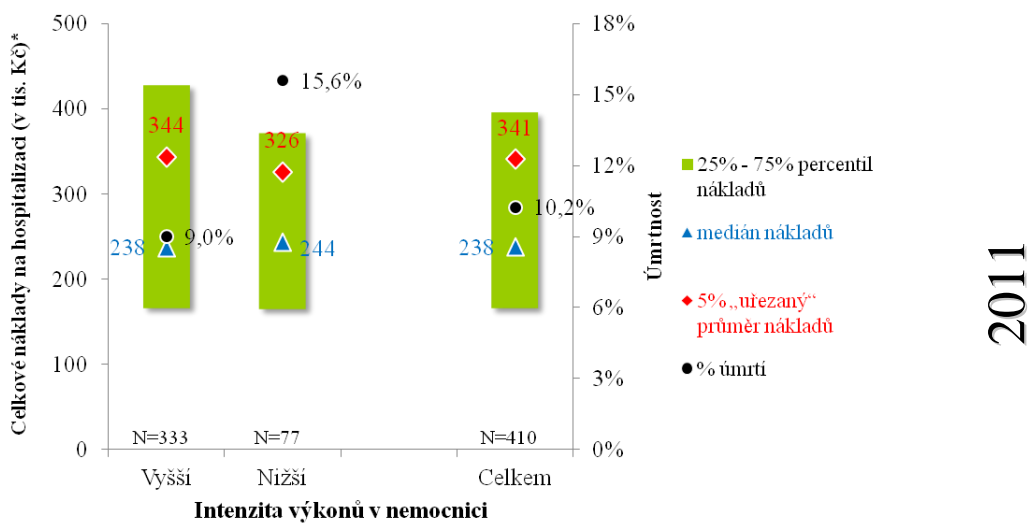 Celkové náklady na hospitalizaci (v tis. Kč)*
500
400
300
200
100
0
344
238
9,0%
N=333
15,6%
326
244
N=77
341
10,2%
238
N=410
Vyšší
Nižší
Celkem
Intenzita výkonů v nemocnici
18%
15%
12%
9%
6%
3%
0%
Úmrtnost
25% - 75% percentil
nákladů
medián nákladů
5% „uřezaný“
průměr nákladů
% úmrtí
2011